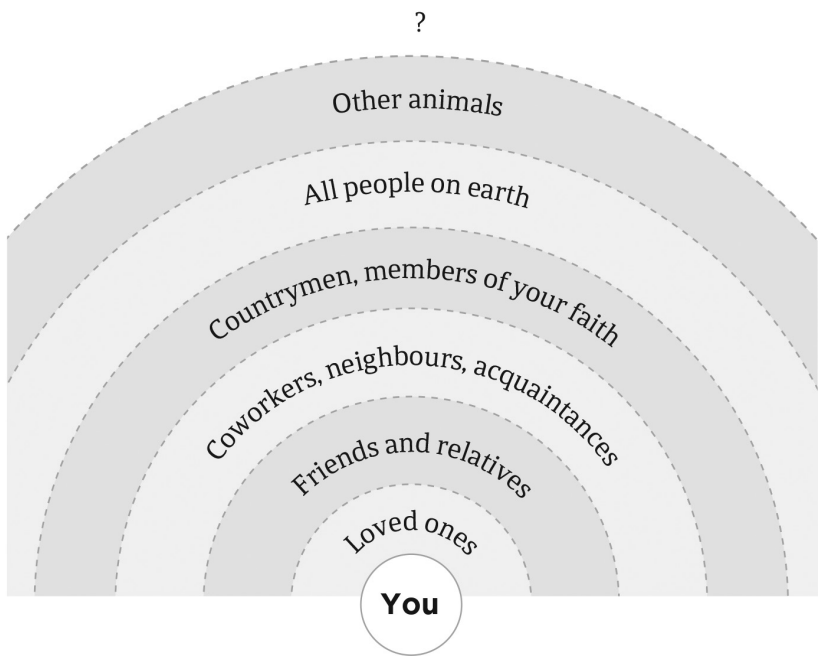 ?
Other animals
All people on earth
Countrymen, members of your faith
Coworkers, neighbours, acquaintances
Friends and relatives
Loved ones
You